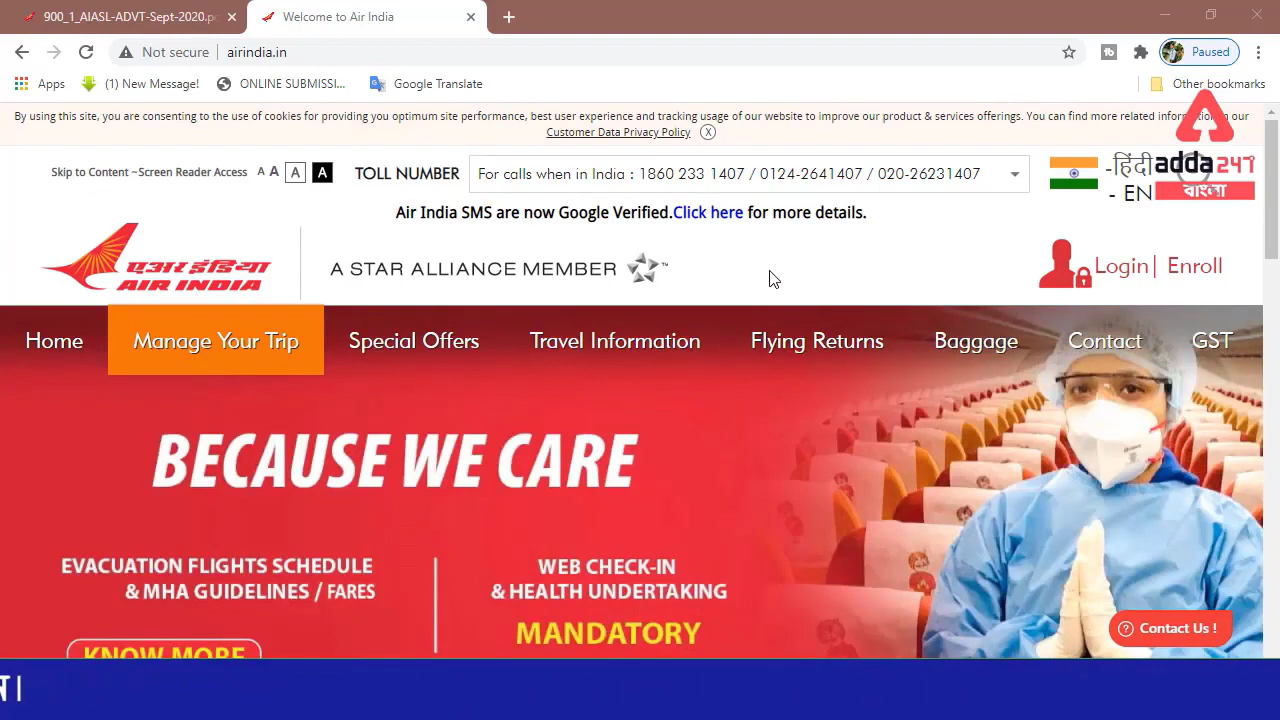 900_1_AIASL-ADVT-Sept-2020.p
Welcome to Air India
Not secure
airindia.in
Paused
Apps
(1) New Message!
ONLINE SUBMISSI...
Google Translate
Other bookmarks
By using this site, you are consenting to the use of cookies for providing you optimum site performance, best user experience and tracking usage of our website to improve our product & services offerings. You can find more related information our
Customer Data Privacy Policy (X)
Skip to Content ~Screen Reader Access
A A A A
TOLL NUMBER
For calls when in India : 1860 233 1407 / 0124-2641407 / 020-26231407
-हिंदी
- EN
adda247
বাংলা
Air India SMS are now Google Verified.Click here for more details.
एअर इंडिया
AIR INDIA
A STAR ALLIANCE MEMBER ™
Login | Enroll
Home
Manage Your Trip
Special Offers
Travel Information
Flying Returns
Baggage
Contact
GST
BECAUSE WE CARE
EVACUATION FLIGHTS SCHEDULE
& MHA GUIDELINES / FARES
KNOW MORE
WEB CHECK-IN
& HEALTH UNDERTAKING
MANDATORY
Contact Us !